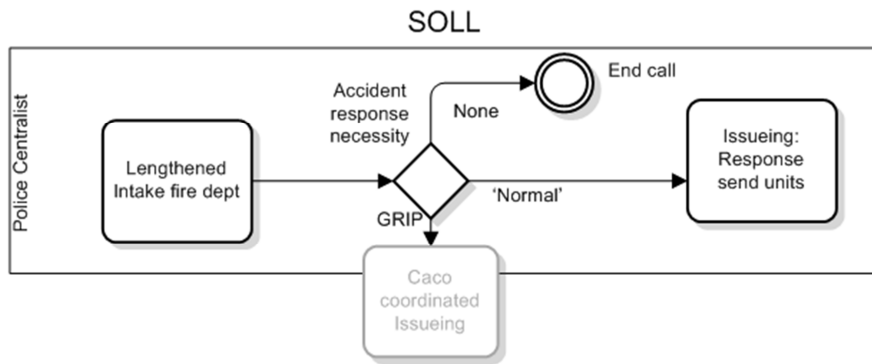 SOLL
Police Centralist
Lengthened
Intake fire dept
Accident
response
necessity
None
End call
'Normal'
Issueing:
Response
send units
GRIP
Caco
coordinated
Issueing